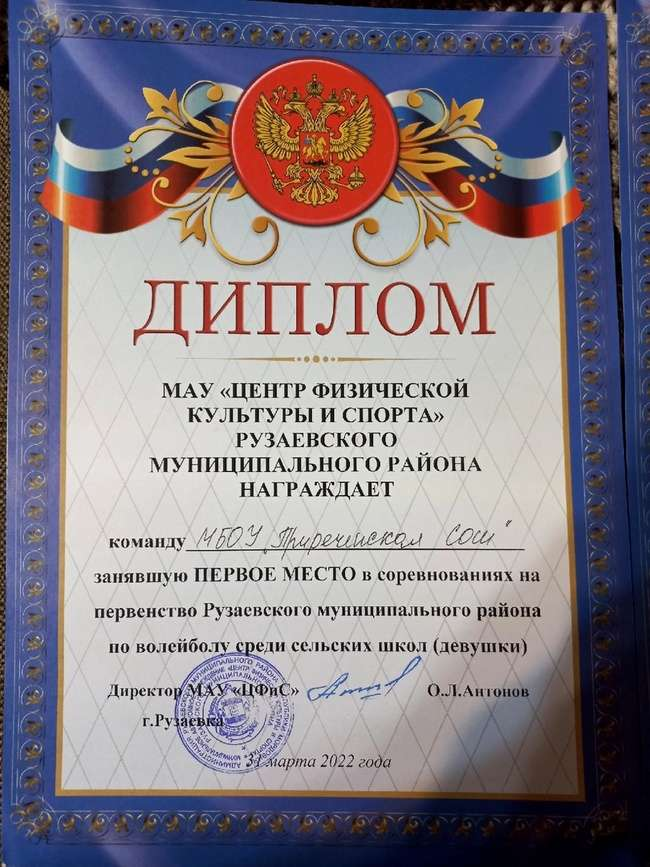 ДИПЛОМ
МАУ «ЦЕНТР ФИЗИЧЕСКОЙ
КУЛЬТУРЫ И СПОРТА»
РУЗАЕВСКОГО
МУНИЦИПАЛЬНОГО РАЙОНА
НАГРАЖДАЕТ
команду МБОУ „Приреченская СОШ"
занявшую ПЕРВОЕ МЕСТО в соревнованиях на
первенство Рузаевского муниципального района
по волейболу среди сельских школ (девушки)
Директор МАУ «ЦФиС» О.Л.Антонов
г.Рузаевка
31 марта 2022 года